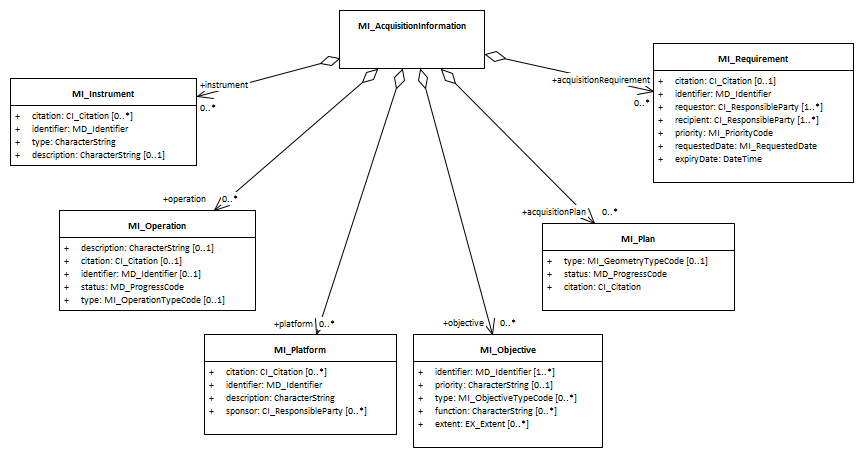 MI_AcquisitionInformation
+instrument
0..*
+acquisitionRequirement
0..*
MI_Requirement
+ citation: CI_Citation [0..1]
+ identifier: MD_Identifier
+ requestor: CI_ResponsibleParty [1..*]
+ recipient: CI_ResponsibleParty [1..*]
+ priority: MI_PriorityCode
+ requestedDate: MI_RequestedDate
+ expiryDate: DateTime
MI_Instrument
+ citation: CI_Citation [0..*]
+ identifier: MD_Identifier
+ type: CharacterString
+ description: CharacterString [0..1]
+operation
0..*
+acquisitionPlan
0..*
MI_Operation
+ description: CharacterString [0..1]
+ citation: CI_Citation [0..1]
+ identifier: MD_Identifier [0..1]
+ status: MD_ProgressCode
+ type: MI_OperationTypeCode [0..1]
MI_Plan
+ type: MI_GeometryTypeCode [0..1]
+ status: MD_ProgressCode
+ citation: CI_Citation
+platform
0..*
+objective
0..*
MI_Platform
+ citation: CI_Citation [0..*]
+ identifier: MD_Identifier
+ description: CharacterString
+ sponsor: CI_ResponsibleParty [0..*]
MI_Objective
+ identifier: MD_Identifier [1..*]
+ priority: CharacterString [0..1]
+ type: MI_ObjectiveTypeCode [0..*]
+ function: CharacterString [0..*]
+ extent: EX_Extent [0..*]